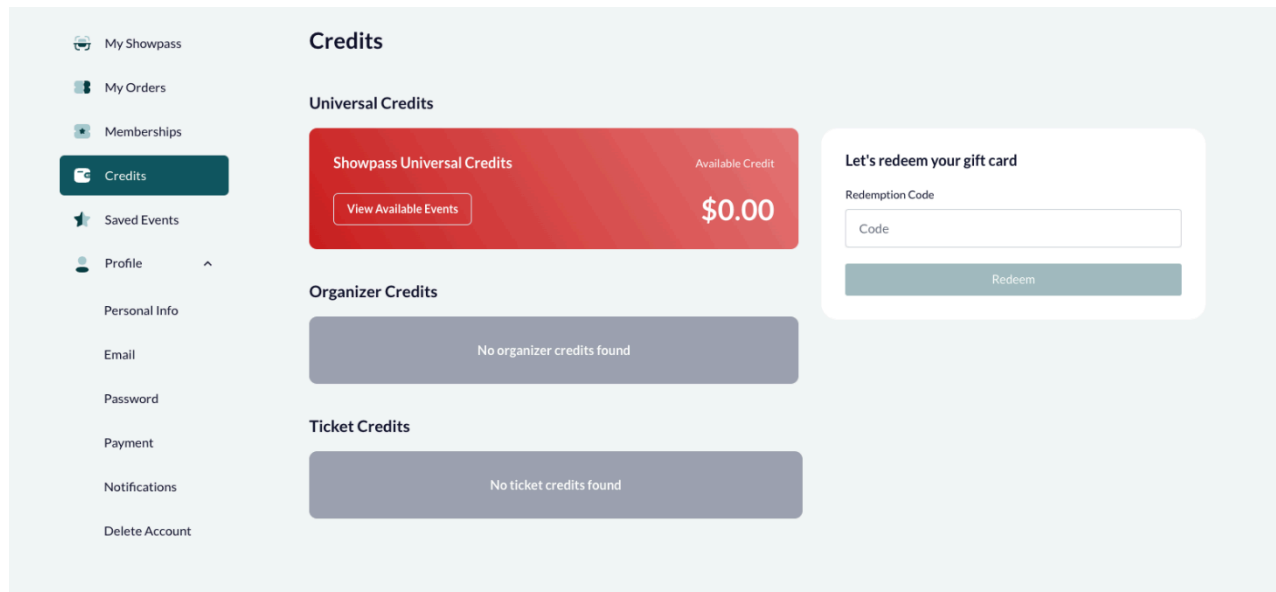 My Showpass
My Orders
Memberships
Credits
Saved Events
Profile
Personal Info
Email
Password
Payment
Notifications
Delete Account
Credits
Universal Credits
Showpass Universal Credits
Available Credit
View Available Events
$0.00
Organizer Credits
No organizer credits found
Ticket Credits
No ticket credits found
Let's redeem your gift card
Redemption Code
Code
Redeem